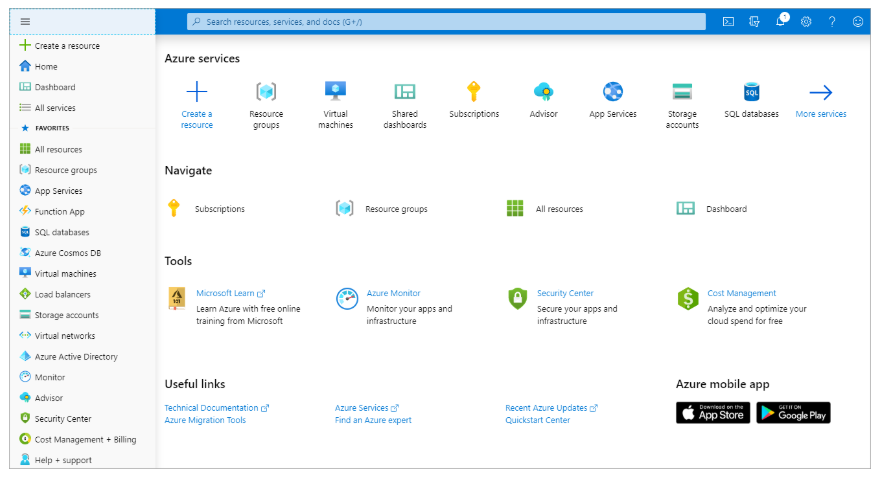 Search resources, services, and docs (G+/)
1
Create a resource
Home
Dashboard
All services
FAVORITES
All resources
Resource groups
App Services
Function App
SQL databases
Azure Cosmos DB
Virtual machines
Load balancers
Storage accounts
Virtual networks
Azure Active Directory
Monitor
Advisor
Security Center
Cost Management + Billing
Help + support
Azure services
SQL
Create a
resource
Resource
groups
Virtual
machines
Shared
dashboards
Subscriptions
Advisor
App Services
Storage
accounts
SQL databases
More services
Navigate
Subscriptions
Resource groups
All resources
Dashboard
Tools
Microsoft Learn
Learn Azure with free online
training from Microsoft
Azure Monitor
Monitor your apps and
infrastructure
Security Center
Secure your apps and
infrastructure
Cost Management
Analyze and optimize your
cloud spend for free
Useful links
Technical Documentation
Azure Migration Tools
Azure Services
Find an Azure expert
Recent Azure Updates
Quickstart Center
Azure mobile app
Download on the
App Store
GET IT ON
Google Play